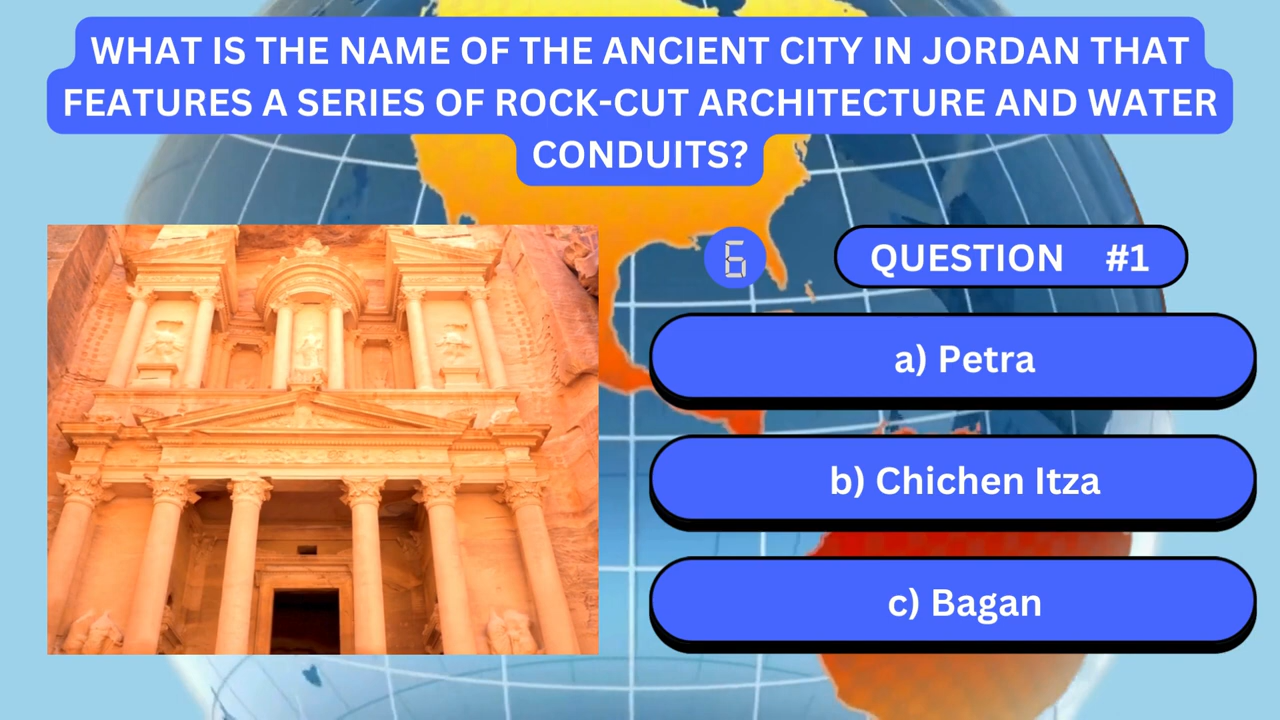 WHAT IS THE NAME OF THE ANCIENT CITY IN JORDAN THAT
FEATURES A SERIES OF ROCK-CUT ARCHITECTURE AND WATER
CONDUITS?
6
QUESTION #1
a) Petra
b) Chichen Itza
c) Bagan